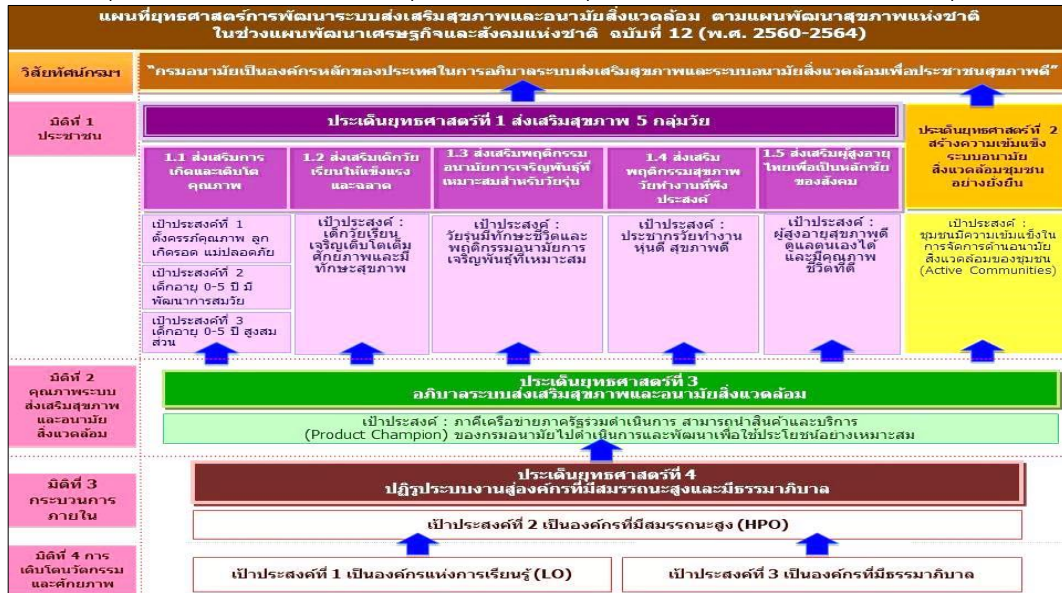 แผนที่ยุทธศาสตร์การพัฒนาระบบส่งเสริมสุขภาพและอนามัยสิ่งแวดล้อม ตามแผนพัฒนาสุขภาพแห่งชาติ
ในช่วงแผนพัฒนาเศรษฐกิจและสังคมแห่งชาติ ฉบับที่ 12 (พ.ศ. 2560-2564)
วิสัยทัศน์กรมฯ
"กรมอนามัยเป็นองค์กรหลักของประเทศในการอภิบาลระบบส่งเสริมสุขภาพและระบบอนามัยสิ่งแวดล้อมเพื่อประชาชนสุขภาพดี"
มิติที่ 1
ประชาชน
ประเด็นยุทธศาสตร์ที่ 1 ส่งเสริมสุขภาพ 5 กลุ่มวัย
1.1 ส่งเสริมการ
เกิดและเติบโต
คุณภาพ
1.2 ส่งเสริมเด็กวัย
เรียนให้แข็งแรง
และฉลาด
1.3 ส่งเสริมพฤติกรรม
อนามัยการเจริญพันธุ์ที่
เหมาะสมสำหรับวัยรุ่น
1.4 ส่งเสริม
พฤติกรรมสุขภาพ
วัยทำงานที่พึง
ประสงค์
1.5 ส่งเสริมผู้สูงอายุ
ไทยเพื่อเป็นหลักชัย
ของสังคม
ประเด็นยุทธศาสตร์ที่ 2
สร้างความเข้มแข็ง
ระบบอนามัย
สิ่งแวดล้อมชุมชน
อย่างยั่งยืน
เป้าประสงค์ที่ 1
ตั้งครรภ์คุณภาพ ลูก
เกิดรอด แม่ปลอดภัย
เป้าประสงค์ที่ 2
เด็กอายุ 0-5 ปี มี
พัฒนาการสมวัย
เป้าประสงค์ที่ 3
เด็กอายุ 0-5 ปี สูงสม
ส่วน
เป้าประสงค์ :
เด็กวัยเรียน
เจริญเติบโตเต็ม
ศักยภาพและมี
ทักษะสุขภาพ
เป้าประสงค์ :
วัยรุ่นมีทักษะชีวิตและ
พฤติกรรมอนามัยการ
เจริญพันธุ์ที่เหมาะสม
เป้าประสงค์ :
ประชากรวัยทำงาน
หุ่นดี สุขภาพดี
เป้าประสงค์ :
ผู้สูงอายุสุขภาพดี
ดูแลตนเองได้
และมีคุณภาพ
ชีวิตที่ดี
เป้าประสงค์ :
ชุมชนมีความเข้มแข็งใน
การจัดการด้านอนามัย
สิ่งแวดล้อมของชุมชน
(Active Communities)
มิติที่ 2
คุณภาพระบบ
ส่งเสริมสุขภาพ
และอนามัย
สิ่งแวดล้อม
ประเด็นยุทธศาสตร์ที่ 3
อภิบาลระบบส่งเสริมสุขภาพและอนามัยสิ่งแวดล้อม
เป้าประสงค์ : ภาคีเครือข่ายภาครัฐร่วมดำเนินการ สามารถนำสินค้าและบริการ
(Product Champion) ของกรมอนามัยไปดำเนินการและพัฒนาเพื่อใช้ประโยชน์อย่างเหมาะสม
มิติที่ 3
กระบวนการ
ภายใน
ประเด็นยุทธศาสตร์ที่ 4
ปฏิรูประบบงานสู่องค์กรที่มีสมรรถนะสูงและมีธรรมาภิบาล
เป้าประสงค์ที่ 2 เป็นองค์กรที่มีสมรรถนะสูง (HPO)
มิติที่ 4 การ
เติบโตนวัตกรรม
และศักยภาพ
เป้าประสงค์ที่ 1 เป็นองค์กรแห่งการเรียนรู้ (LO)
เป้าประสงค์ที่ 3 เป็นองค์กรที่มีธรรมาภิบาล